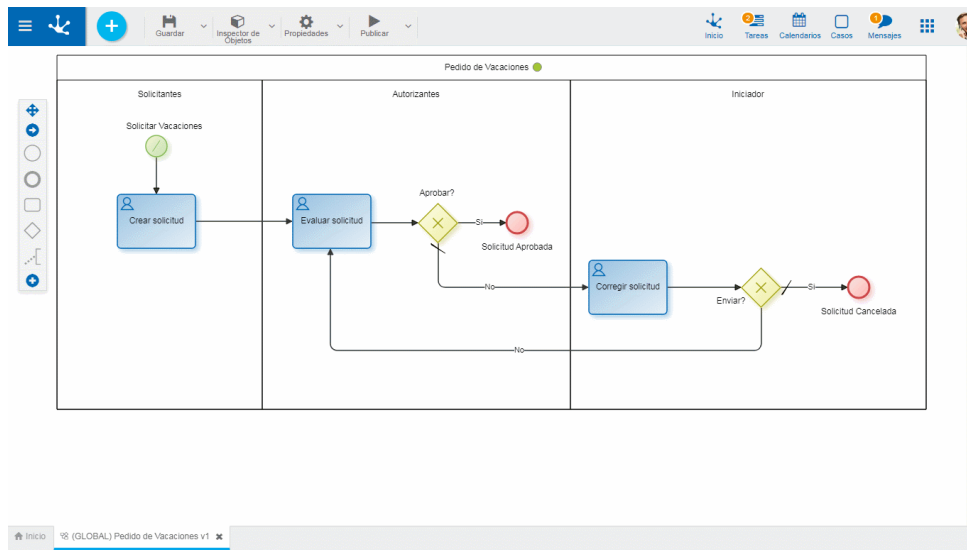 Guardar
Inspector de
Objetos
Propiedades
Publicar
Inicio
2
Tareas
Calendarios
Casos
1
Mensajes
Pedido de Vacaciones
Solicitantes
Autorizantes
Iniciador
Solicitar Vacaciones
Crear solicitud
Evaluar solicitud
Aprobar?
Si
Solicitud Aprobada
No
Corregir solicitud
Enviar?
Si
Solicitud Cancelada
No
Inicio
(GLOBAL) Pedido de Vacaciones v1